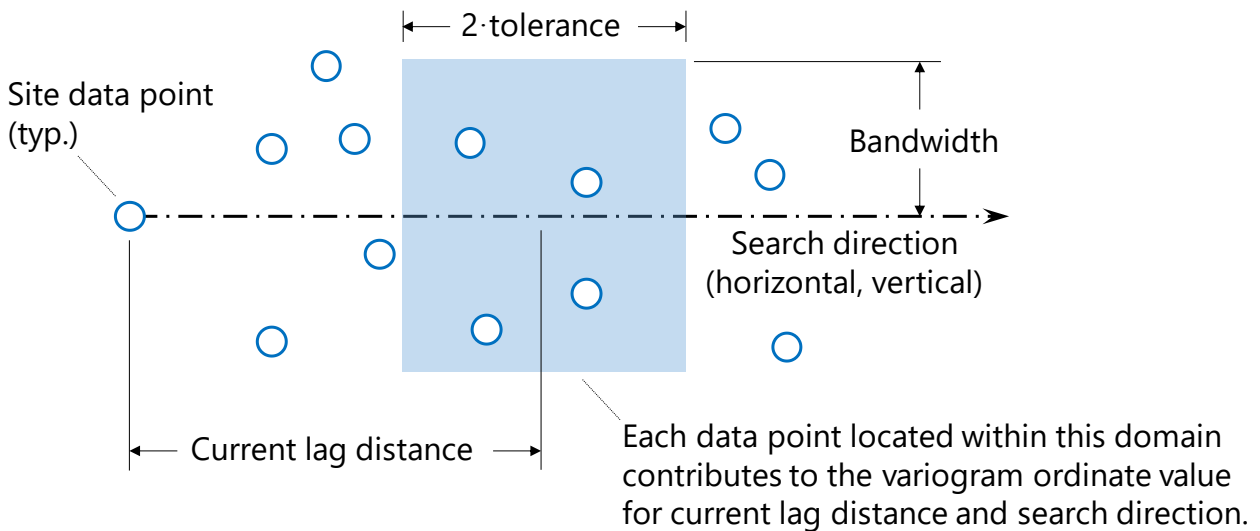 2·tolerance
Site data point
(typ.)
Bandwidth
Search direction
(horizontal, vertical)
Current lag distance
Each data point located within this domain
contributes to the variogram ordinate value
for current lag distance and search direction.